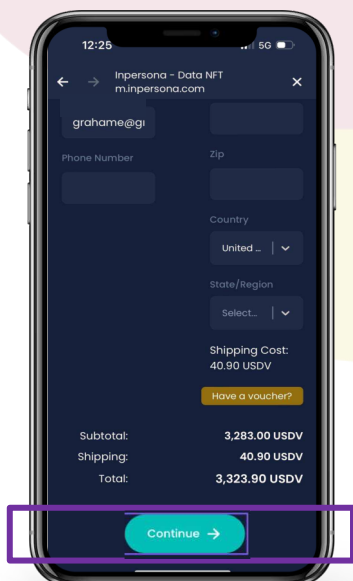 12:25
5G
Inpersona - Data NFT
m.inpersona.com
grahame@g
Phone Number
Zip
Country
United ...
State/Region
Select...
Shipping Cost:
40.90 USDV
Have a voucher?
Subtotal: 3,283.00 USDV
Shipping: 40.90 USDV
Total: 3,323.90 USDV
Continue →